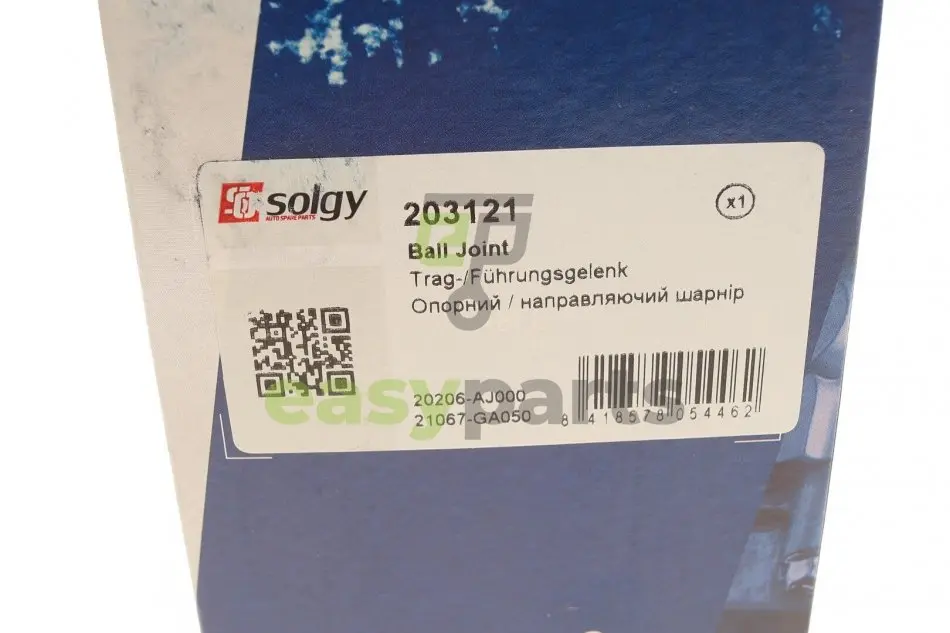 solgy
AUTO SPARE PARTS
203121
x1
Ball Joint
Trag-/Führungsgelenk
Опорний / направляючий шарнір
20206-AJ000
21067-GA050
8 418578 054462
easyparts